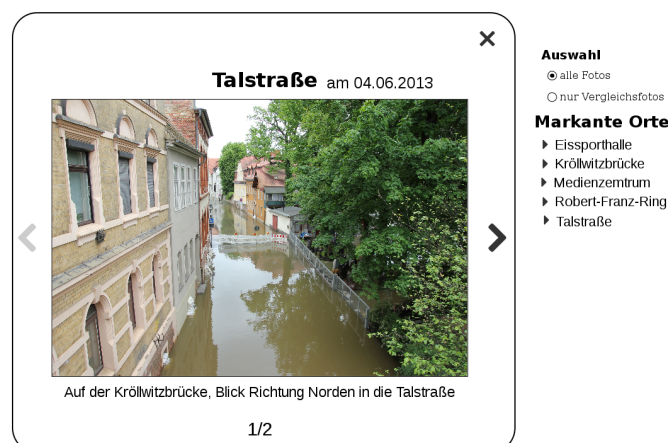 Talstraße am 04.06.2013
Auf der Kröllwitzbrücke, Blick Richtung Norden in die Talstraße
1/2
Auswahl
alle Fotos
nur Vergleichsfotos
Markante Orte
Eissporthalle
Kröllwitzbrücke
Medienzemtrum
Robert-Franz-Ring
Talstraße